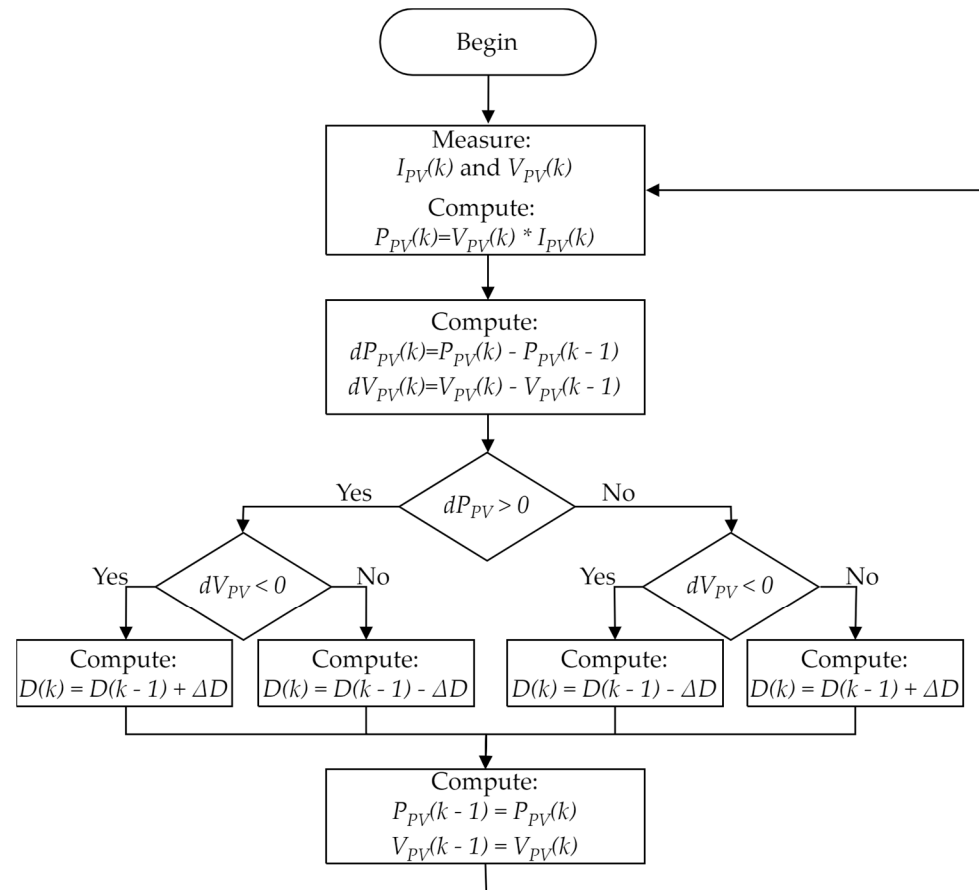 Begin
Measure:
I_PV(k) and V_PV(k)
Compute:
P_PV(k)=V_PV(k) * I_PV(k)
Compute:
dP_PV(k)=P_PV(k) - P_PV(k - 1)
dV_PV(k)=V_PV(k) - V_PV(k - 1)
Yes
dP_PV > 0
No
Yes
dV_PV < 0
No
Yes
dV_PV < 0
No
Compute:
D(k) = D(k - 1) + ΔD
Compute:
D(k) = D(k - 1) - ΔD
Compute:
D(k) = D(k - 1) - ΔD
Compute:
D(k) = D(k - 1) + ΔD
Compute:
P_PV(k - 1) = P_PV(k)
V_PV(k - 1) = V_PV(k)